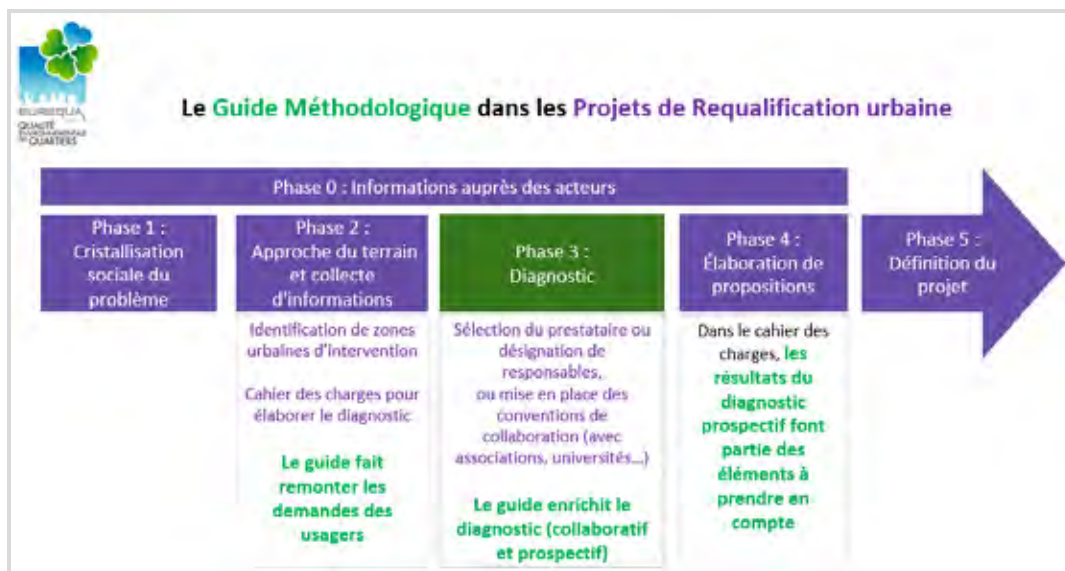 EUREQUA
QUALITÉ
ENVIRONNEMENTALE
DE QUARTIERS
Le Guide Méthodologique dans les Projets de Requalification urbaine
Phase 0 : Informations auprès des acteurs
Phase 1 :
Cristallisation
sociale du
problème
Phase 2 :
Approche du terrain
et collecte
d'informations
Identification de zones
urbaines d'intervention
Cahier des charges pour
élaborer le diagnostic
Le guide fait
remonter les
demandes des
usagers
Phase 3 :
Diagnostic
Sélection du prestataire ou
désignation de
responsables,
ou mise en place des
conventions de
collaboration (avec
associations, universités...)
Le guide enrichit le
diagnostic (collaboratif
et prospectif)
Phase 4 :
Élaboration de
propositions
Dans le cahier des
charges, les
résultats du
diagnostic
prospectif font
partie des
éléments à
prendre en
compte
Phase 5 :
Définition du
projet